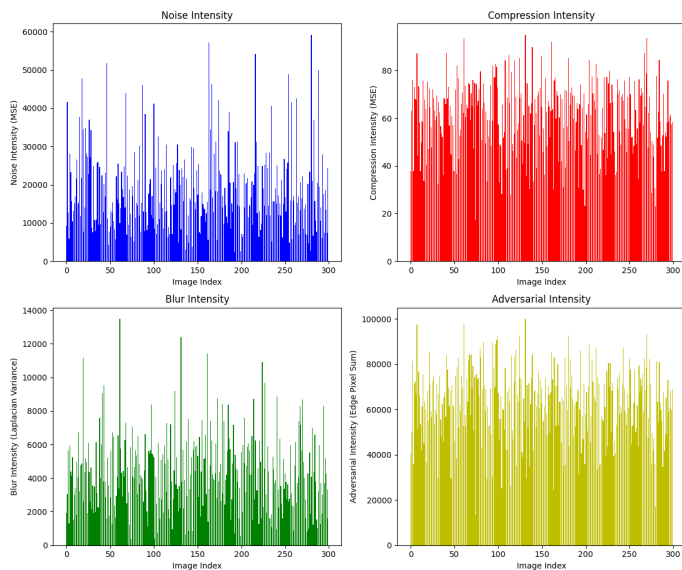 Noise Intensity
Noise Intensity (MSE)
60000
50000
40000
30000
20000
10000
0
0 50 100 150 200 250 300
Image Index
Compression Intensity
Compression Intensity (MSE)
80
60
40
20
0
0 50 100 150 200 250 300
Image Index
Blur Intensity
Blur Intensity (Laplacian Variance)
14000
12000
10000
8000
6000
4000
2000
0
0 50 100 150 200 250 300
Image Index
Adversarial Intensity
Adversarial Intensity (Edge Pixel Sum)
100000
80000
60000
40000
20000
0
0 50 100 150 200 250 300
Image Index